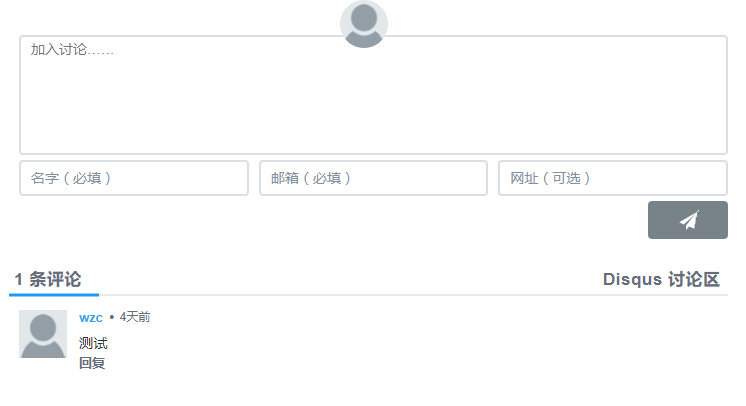 加入讨论……
名字（必填） 邮箱（必填） 网址（可选）
1 条评论 Disqus 讨论区
wzc • 4天前
测试
回复